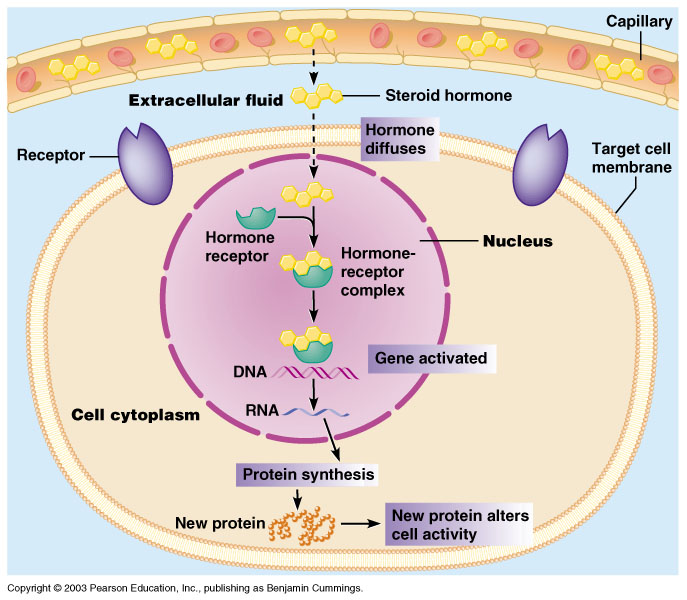 Capillary
Extracellular fluid
Steroid hormone
Hormone
diffuses
Receptor
Target cell
membrane
Hormone
receptor
Hormone-
receptor
complex
Nucleus
Gene activated
DNA
Cell cytoplasm
RNA
Protein synthesis
New protein
New protein alters
cell activity
Copyright © 2003 Pearson Education, Inc., publishing as Benjamin Cummings.